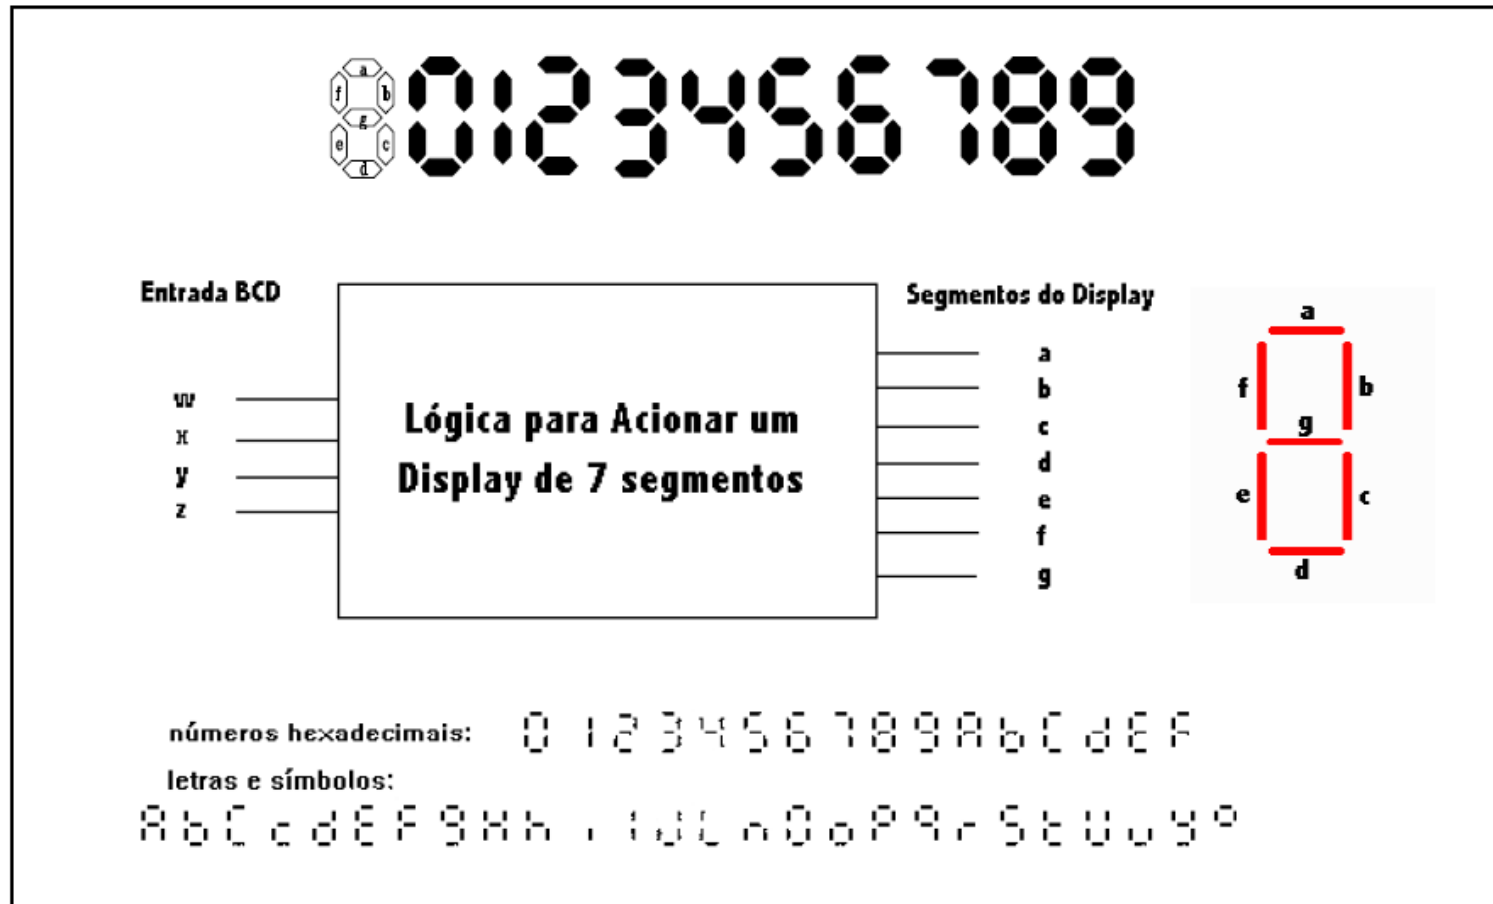 a
f b
g
e c
d
0123456789
Entrada BCD
Segmentos do Display
w
x
y
z
Lógica para Acionar um
Display de 7 segmentos
a
b
c
d
e
f
g
a
f b
g
e c
d
números hexadecimais: 0 1 2 3 4 5 6 7 8 9 A b C d E F
letras e símbolos:
A b C c d E F g H h i 1 J L n O o P q r S t U u y °